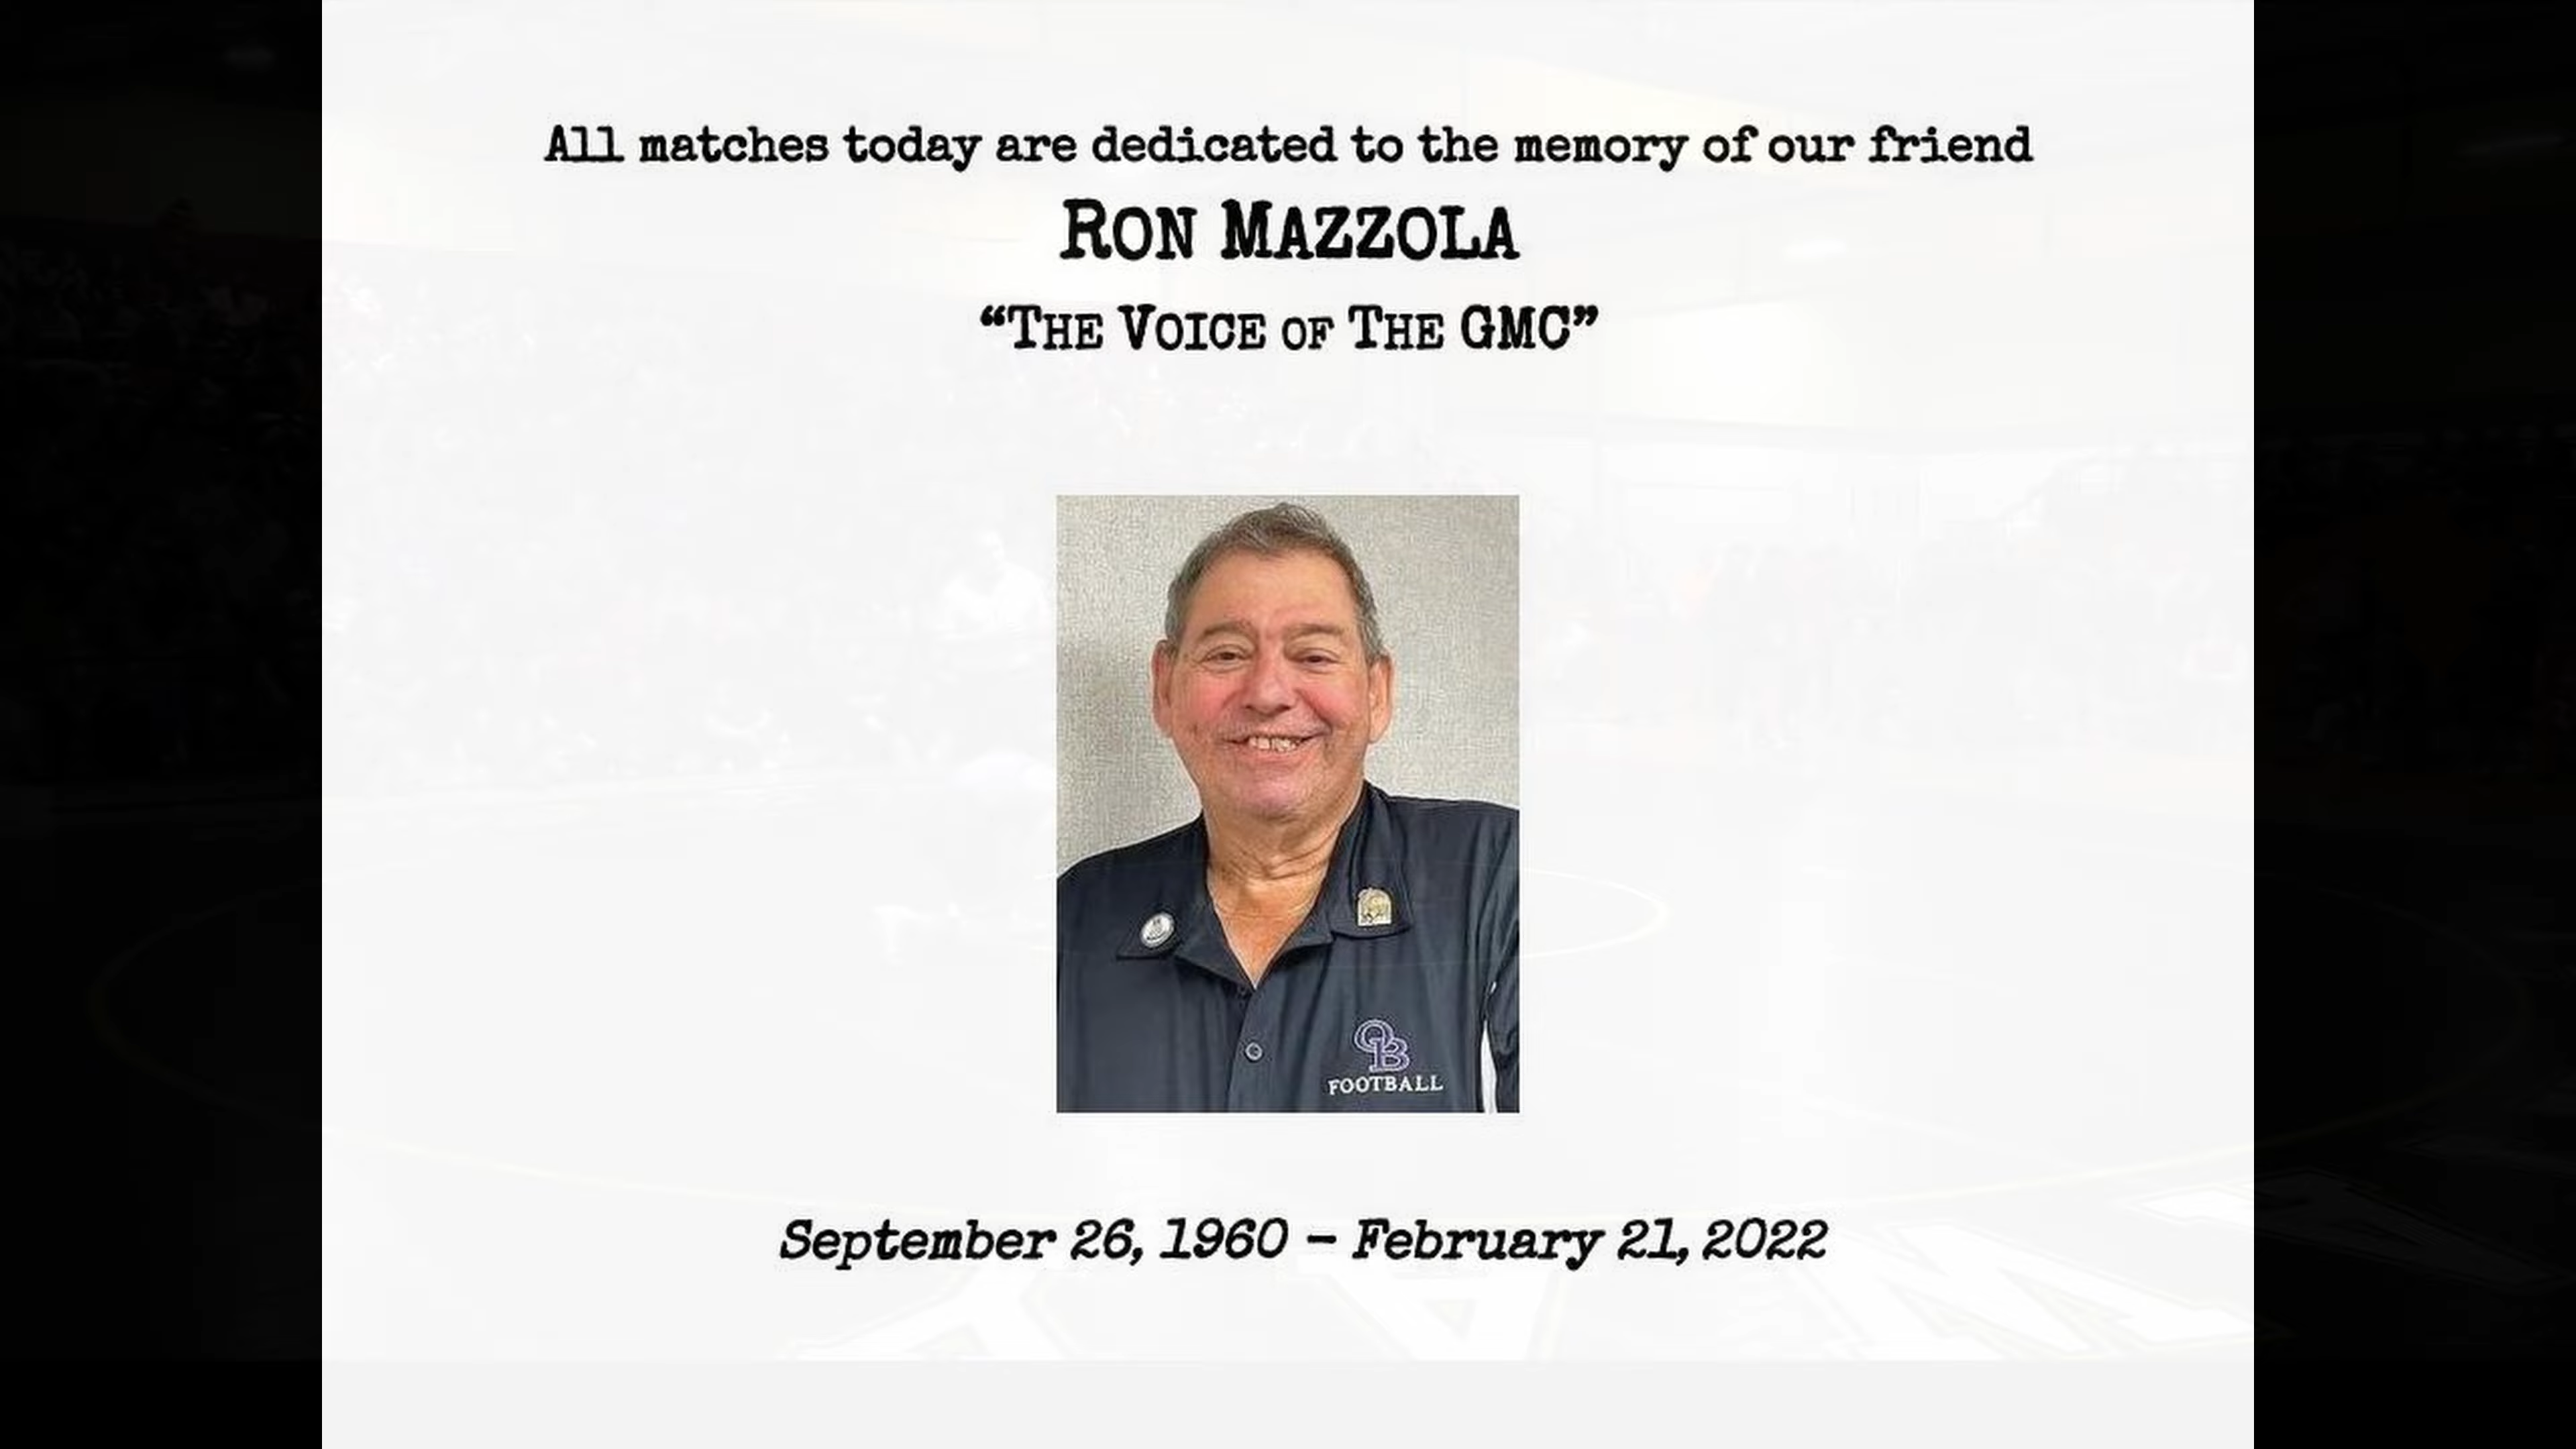 All matches today are dedicated to the memory of our friend
RON MAZZOLA
“THE VOICE OF THE GMC”
OB
FOOTBALL
September 26, 1960 – February 21, 2022